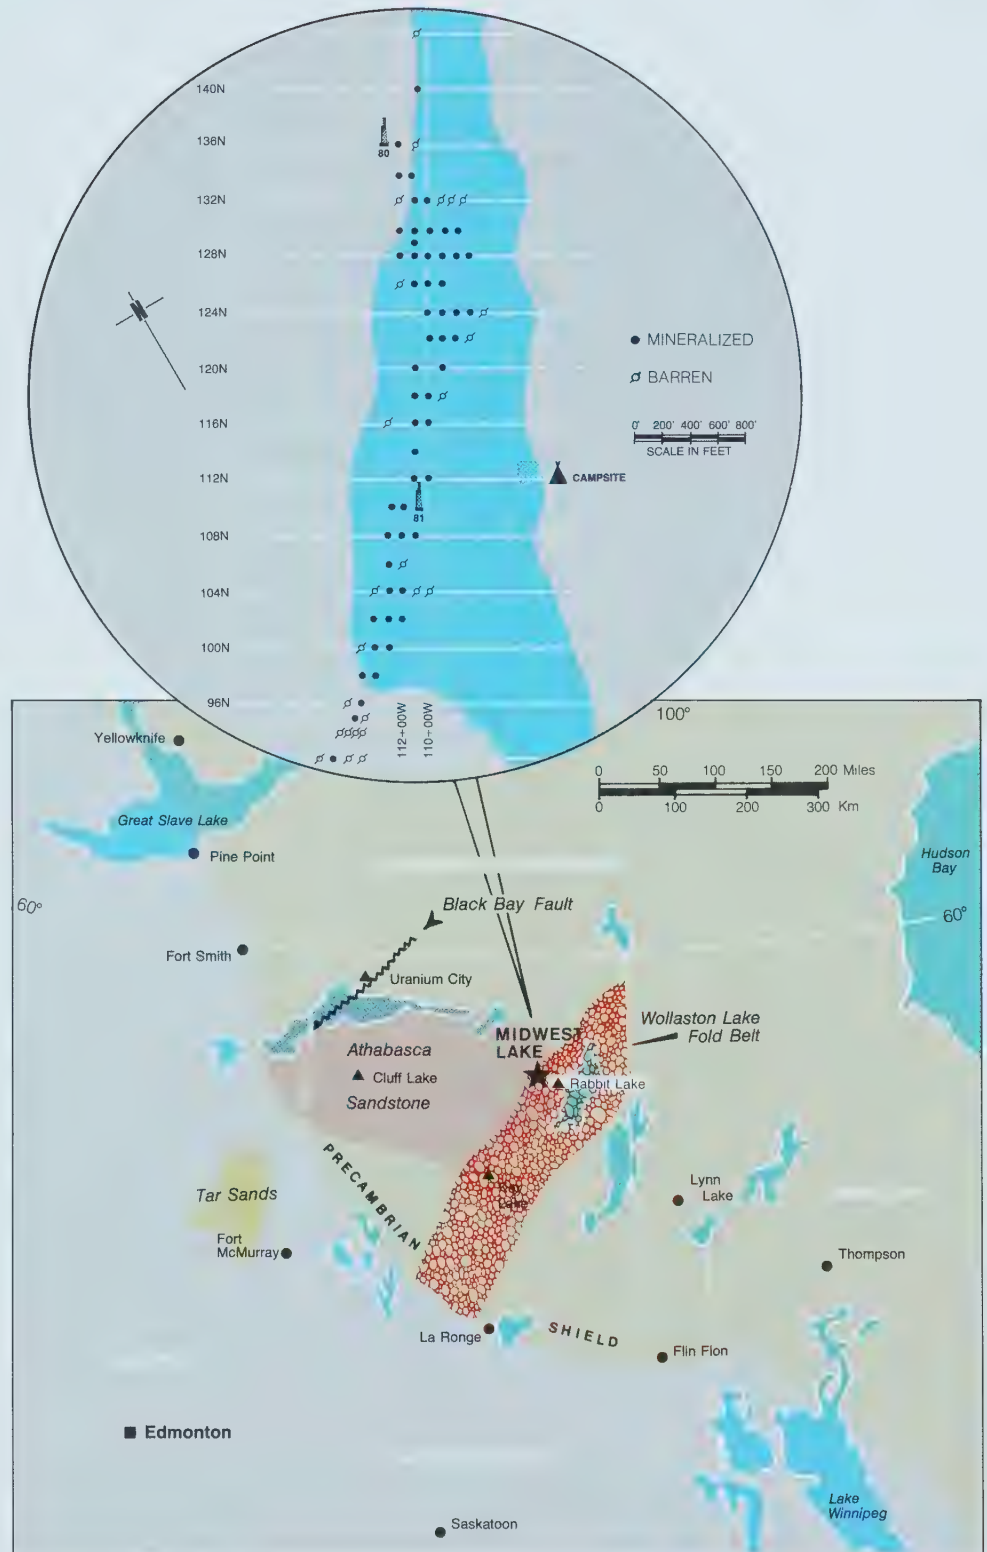 140N
136N
80
132N
128N
124N
MINERALIZED
BARREN
120N
116N
0' 200' 400' 600' 800'
SCALE IN FEET
112N
CAMPSITE
81
108N
104N
100N
96N
112+00W
110+00W
100°
Yellowknife
0 50 100 150 200 Miles
0 100 200 300 Km
Great Slave Lake
Pine Point
Hudson
Bay
60°
Black Bay Fault
60°
Fort Smith
Uranium City
Wollaston Lake
Fold Belt
MIDWEST
LAKE
Athabasca
Cluff Lake
Rabbit Lake
Sandstone
PRECAMBRIAN
Tar Sands
Lynn
Lake
Key
Lake
Fort
McMurray
Thompson
La Ronge
SHIELD
Flin Flon
Edmonton
Lake
Winnipeg
Saskatoon